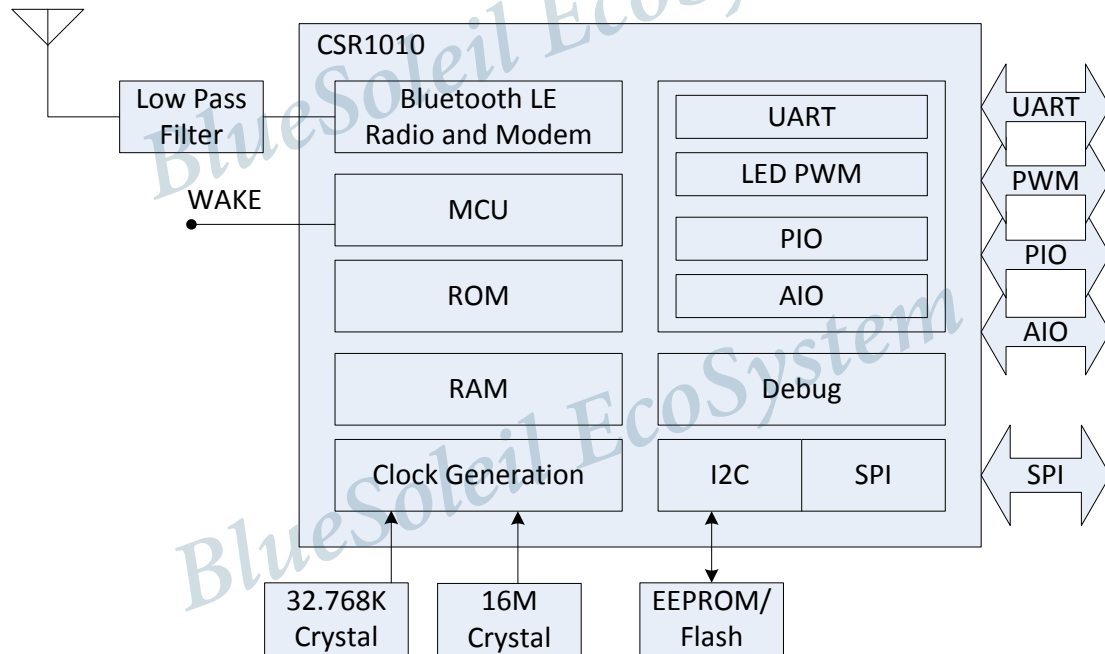 BlueSoleil EcoSystem
CSR1010
Low Pass
Filter
Bluetooth LE
Radio and Modem
WAKE
MCU
ROM
RAM
Clock Generation
UART
LED PWM
PIO
AIO
Debug
I2C
SPI
UART
PWM
PIO
AIO
SPI
BlueSoleil EcoSystem
32.768K
Crystal
16M
Crystal
EEPROM/
Flash